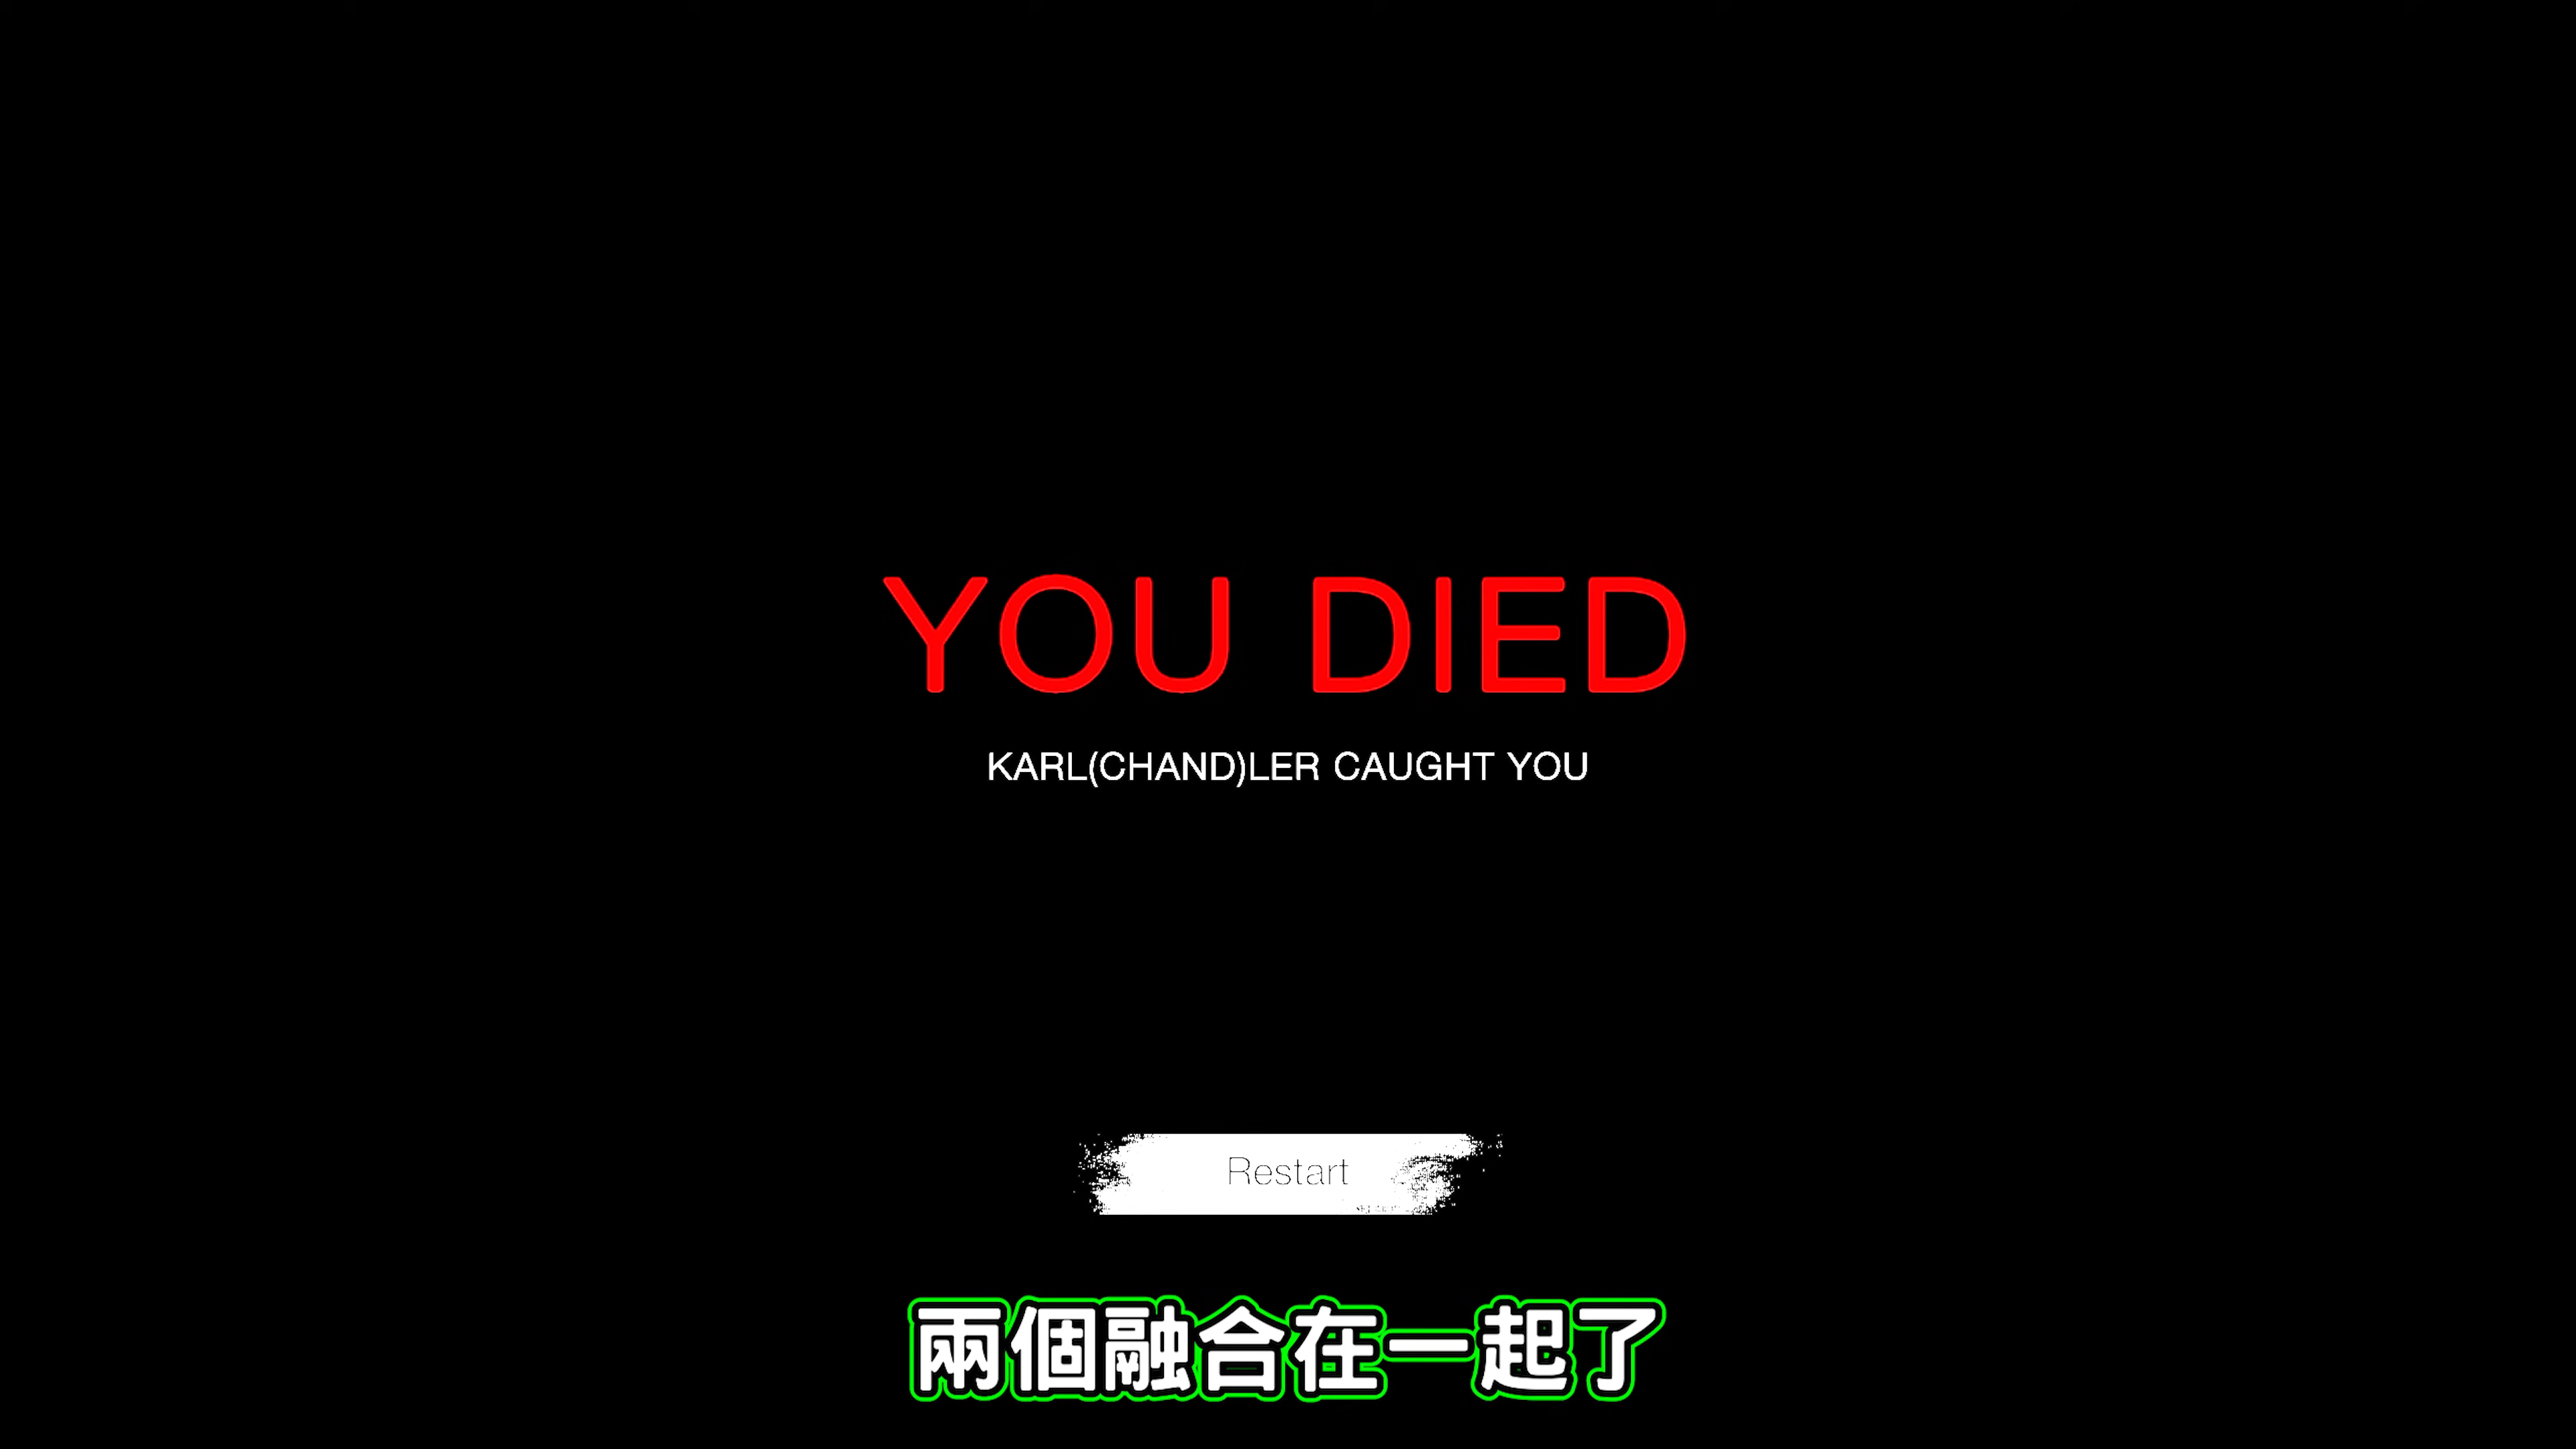 YOU DIED
KARL(CHAND)LER CAUGHT YOU
Restart
兩個融合在一起了